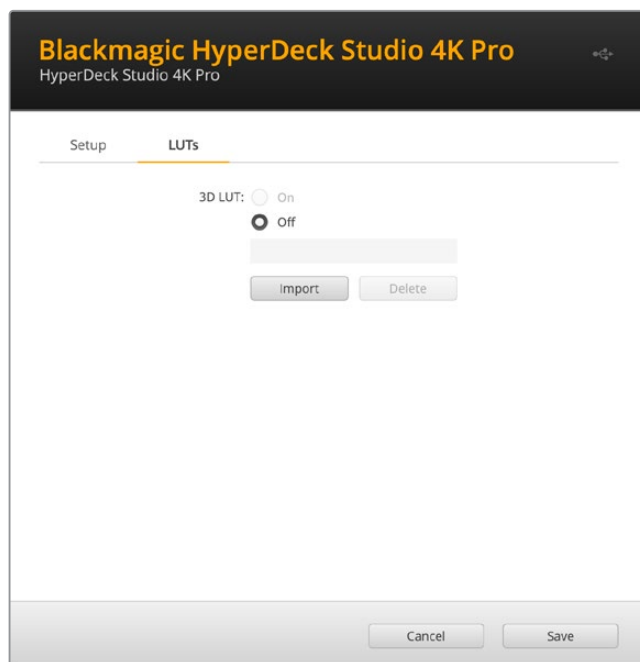 Blackmagic HyperDeck Studio 4K Pro
HyperDeck Studio 4K Pro
Setup LUTs
3D LUT: On
Off
Import Delete
Cancel Save